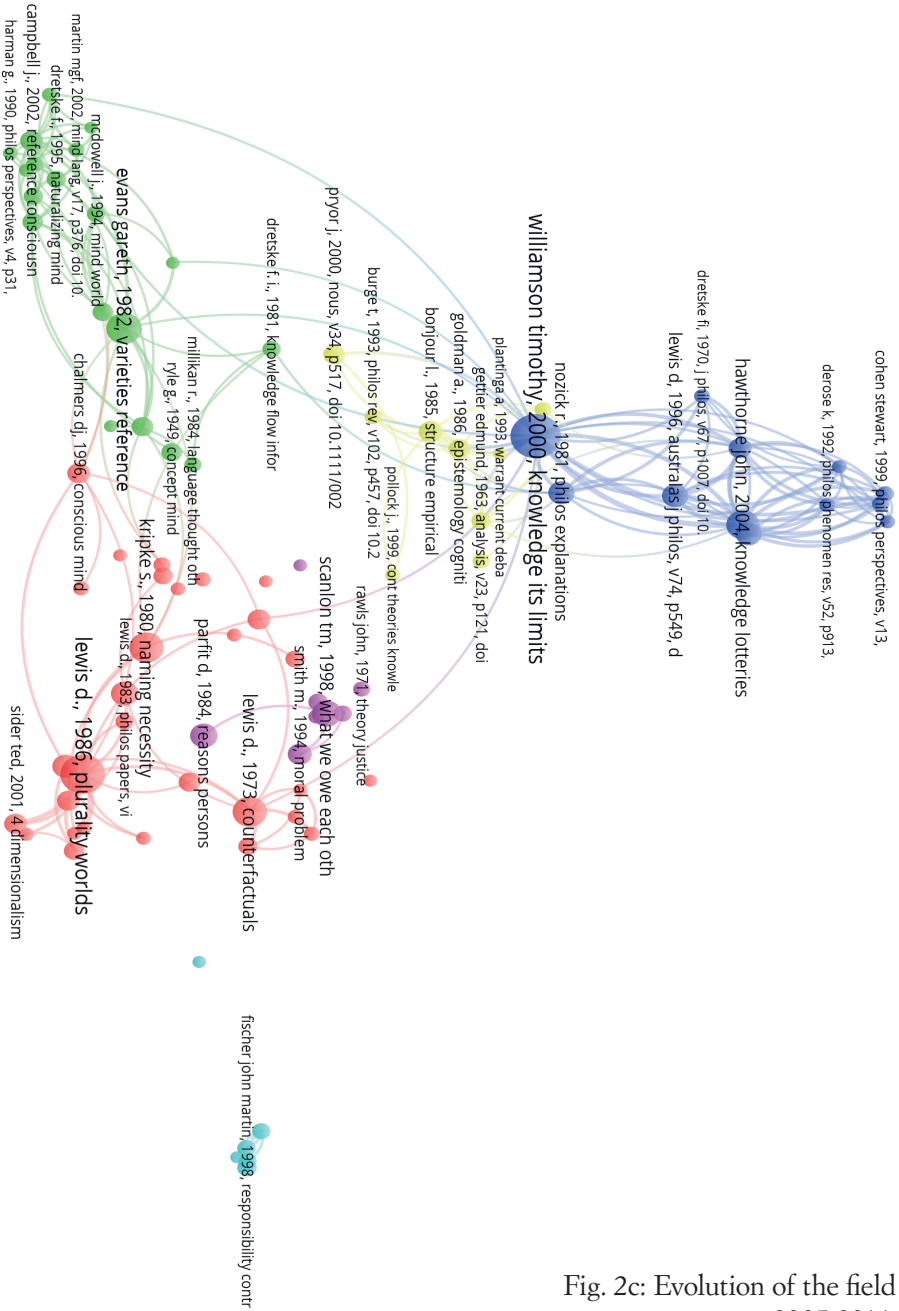 cohen stewart, 1999, philos perspectives, v13,
derose k, 1992, philos phenomen res, v52, p913,
hawthorne john, 2004, knowledge lotteries
dretske fi, 1970, j philos, v67, p1007, doi 10.
lewis d, 1996, australas j philos, v74, p549, d
nozick r., 1981, philos explanations
williamson timothy, 2000, knowledge its limits
plantinga a, 1993, warrant current deba
gettier edmund, 1963, analysis, v23, p121, doi
goldman a., 1986, epistemology cogniti
bonjour l., 1985, structure empirical
pollock j., 1999, cont theories knowle
burge t, 1993, philos rev, v102, p457, doi 10.2
pryor j, 2000, nous, v34, p517, doi 10.1111/002
rawls john, 1971, theory justice
scanlon tm, 1998, what we owe each oth
smith m., 1994, moral problem
dretske f. i., 1981, knowledge flow infor
lewis d., 1973, counterfactuals
fischer john martin, 1998, responsibility contr
parfit d, 1984, reasons persons
millikan r., 1984, language thought oth
ryle g., 1949, concept mind
kripke s., 1980, naming necessity
lewis d., 1983, philos papers, vi
evans gareth, 1982, varieties reference
mcdowell j., 1994, mind world
martin mgf, 2002, mind lang, v17, p376, doi 10.
chalmers dj, 1996, conscious mind
lewis d., 1986, plurality worlds
dretske f., 1995, naturalizing mind
campbell j., 2002, reference consciousn
harman g., 1990, philos perspectives, v4, p31,
sider ted, 2001, 4 dimensionalism
Fig. 2c: Evolution of the field